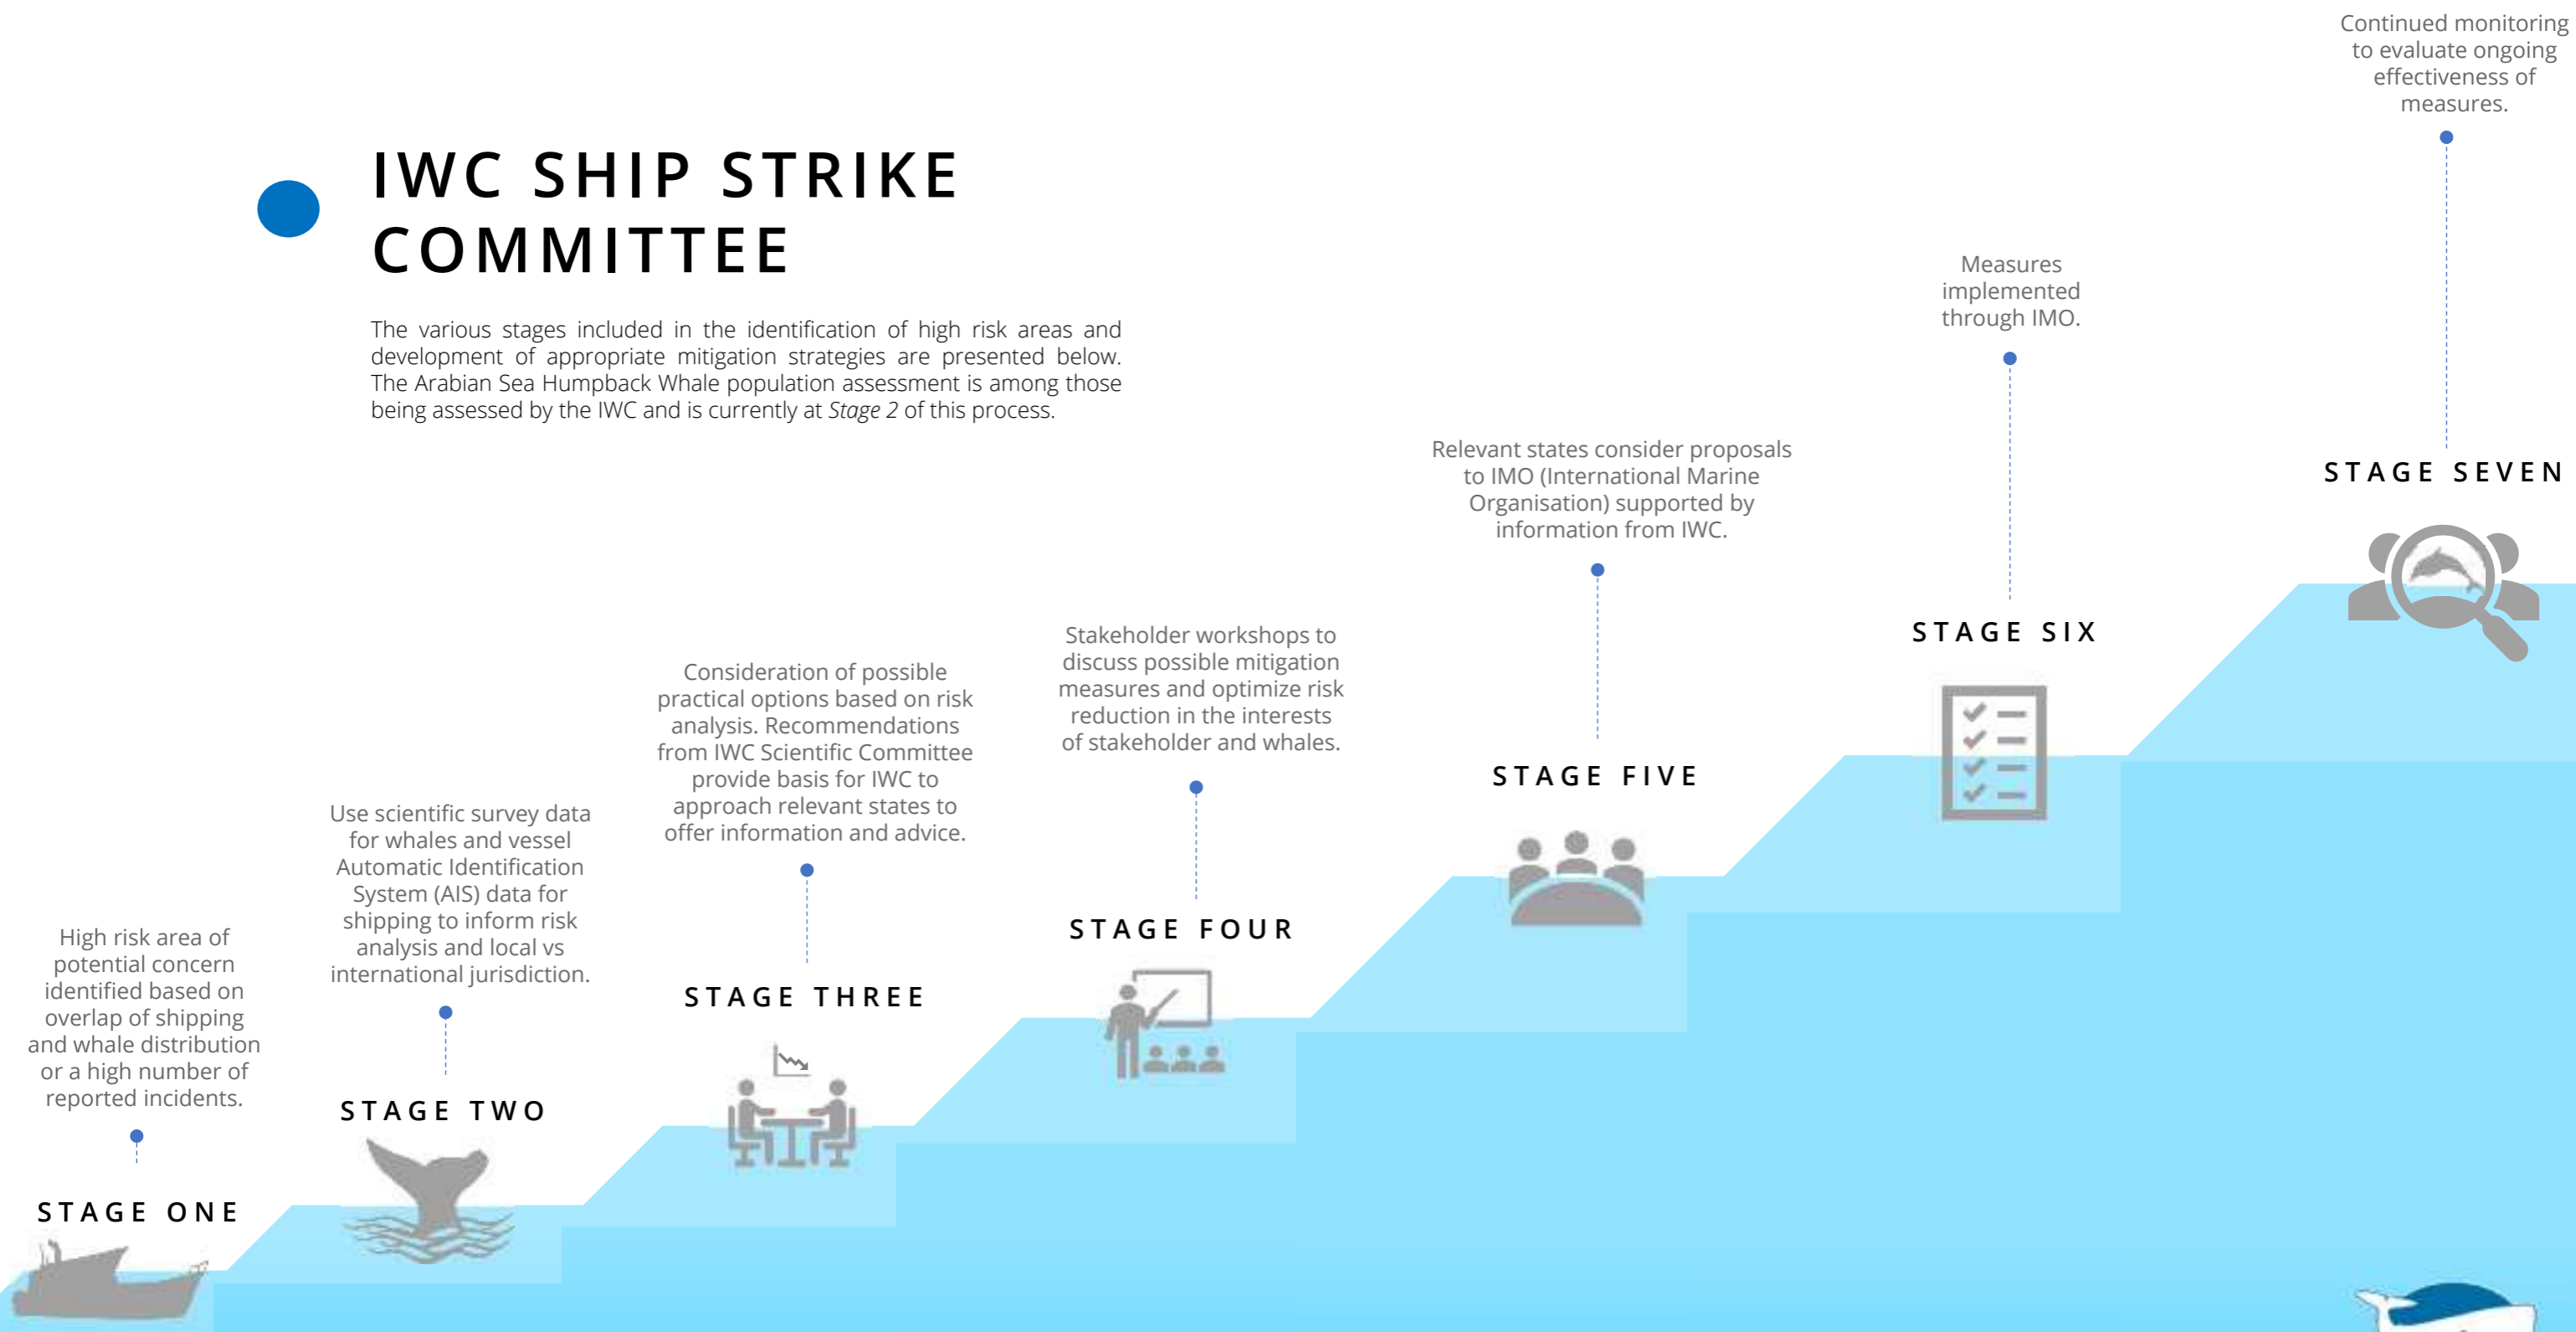 IWC SHIP STRIKE
COMMITTEE
The various stages included in the identification of high risk areas and
development of appropriate mitigation strategies are presented below.
The Arabian Sea Humpback Whale population assessment is among those
being assessed by the IWC and is currently at Stage 2 of this process.
High risk area of
potential concern
identified based on
overlap of shipping
and whale distribution
or a high number of
reported incidents.
STAGE ONE
Use scientific survey data
for whales and vessel
Automatic Identification
System (AIS) data for
shipping to inform risk
analysis and local vs
international jurisdiction.
STAGE TWO
Consideration of possible
practical options based on risk
analysis. Recommendations
from IWC Scientific Committee
provide basis for IWC to
approach relevant states to
offer information and advice.
STAGE THREE
Stakeholder workshops to
discuss possible mitigation
measures and optimize risk
reduction in the interests
of stakeholder and whales.
STAGE FOUR
Relevant states consider proposals
to IMO (International Marine
Organisation) supported by
information from IWC.
STAGE FIVE
Measures
implemented
through IMO.
STAGE SIX
Continued monitoring
to evaluate ongoing
effectiveness of
measures.
STAGE SEVEN